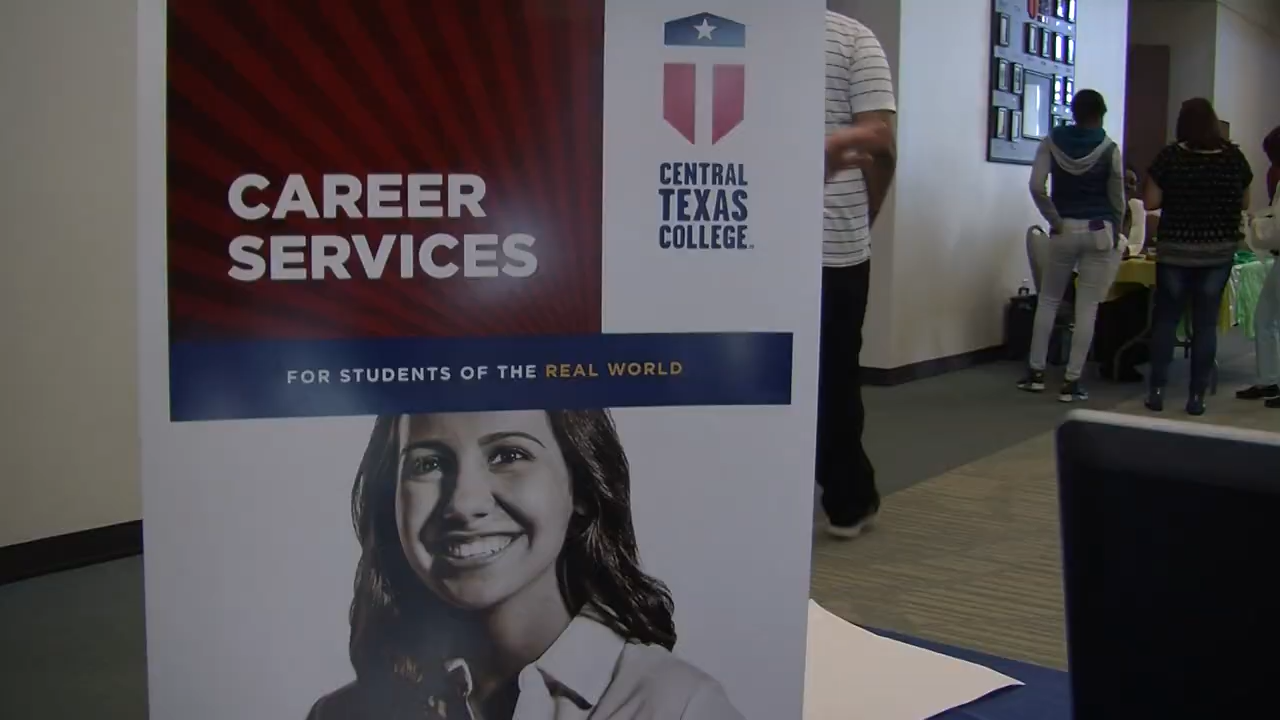 CAREER
SERVICES
CENTRAL
TEXAS
COLLEGE
FOR STUDENTS OF THE REAL WORLD